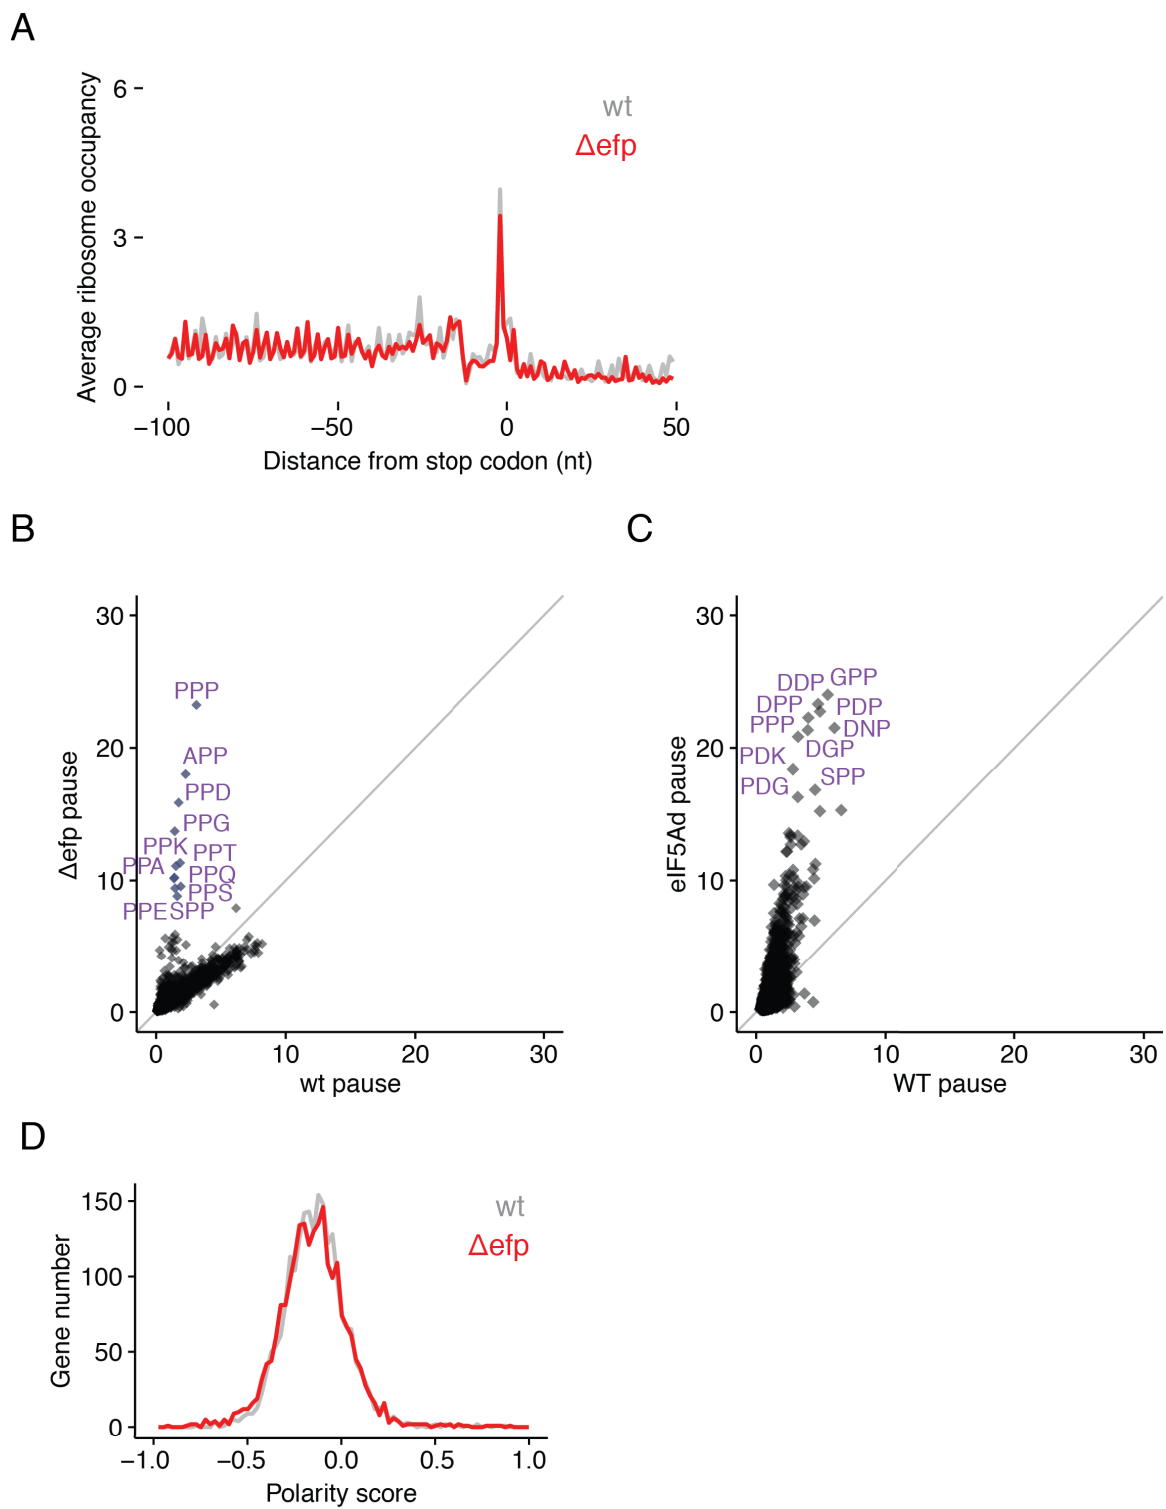 A
Average ribosome occupancy
6
3
0
wt
Δefp
−100
−50
0
50
Distance from stop codon (nt)
B
Δefp pause
30
20
10
0
PPP
APP
PPD
PPG
PPK
PPT
PPA
PPQ
PPS
PPE
SPP
0
10
20
30
wt pause
C
eIF5Ad pause
30
20
10
0
DDP
GPP
DPP
PDP
PPP
DNP
DGP
PDK
SPP
PDG
0
10
20
30
WT pause
D
Gene number
150
100
50
0
wt
Δefp
−1.0
−0.5
0.0
0.5
1.0
Polarity score